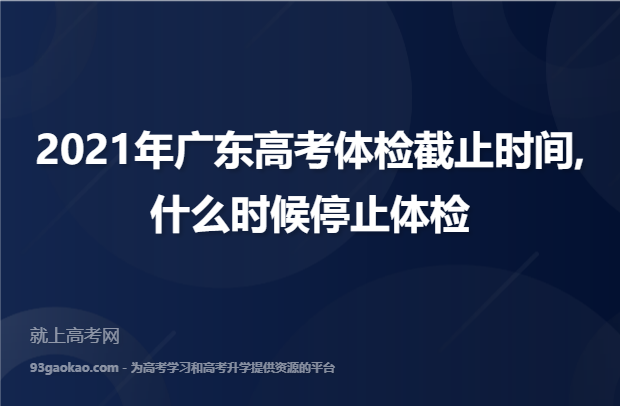 2021年广东高考体检截止时间,
什么时候停止体检
就上高考网
93gaokao.com - 为高考学习和高考升学提供资源的平台